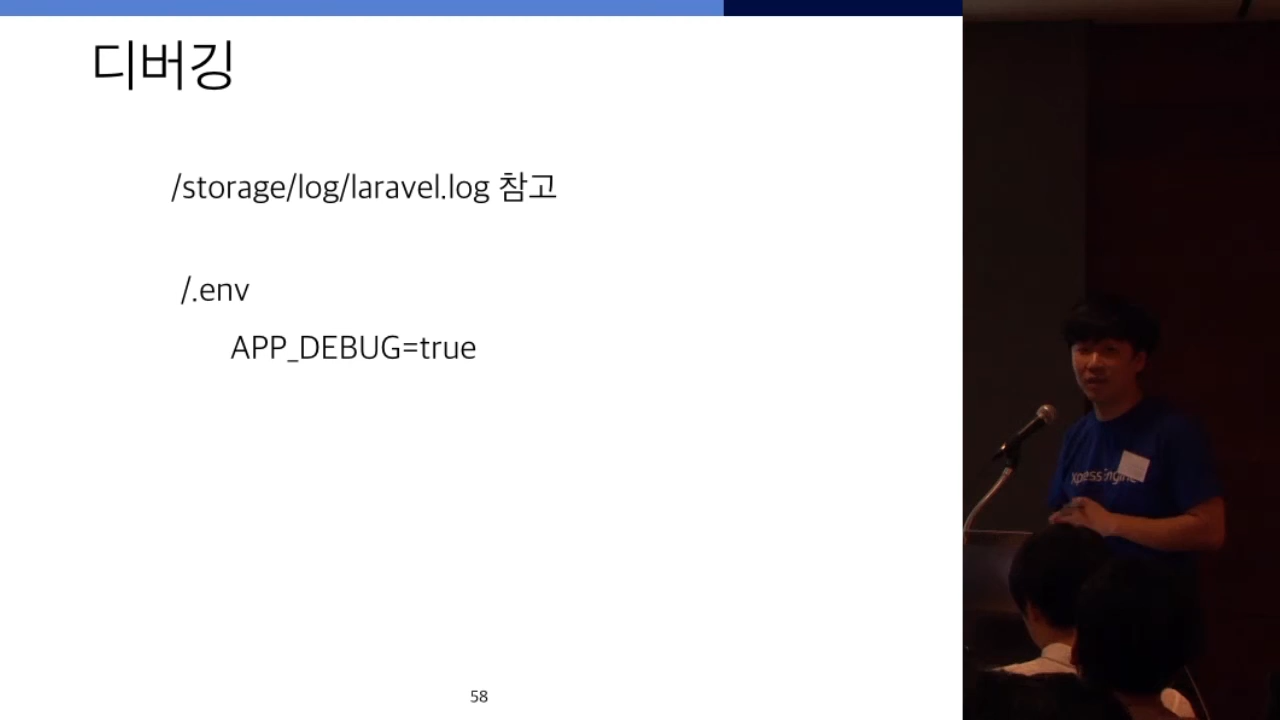 디버깅
/storage/log/laravel.log 참고
/.env
APP_DEBUG=true
58